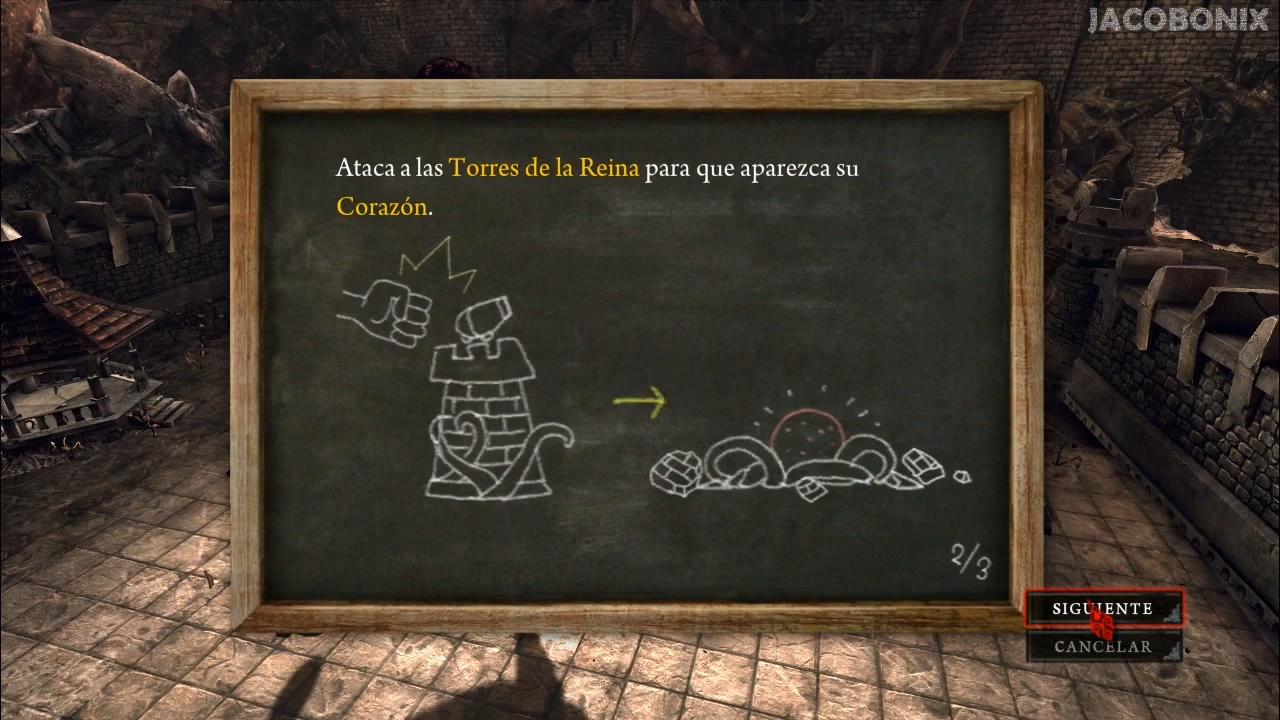 JACOBONIX
Ataca a las Torres de la Reina para que aparezca su
Corazón.
2/3
SIGUIENTE
CANCELAR